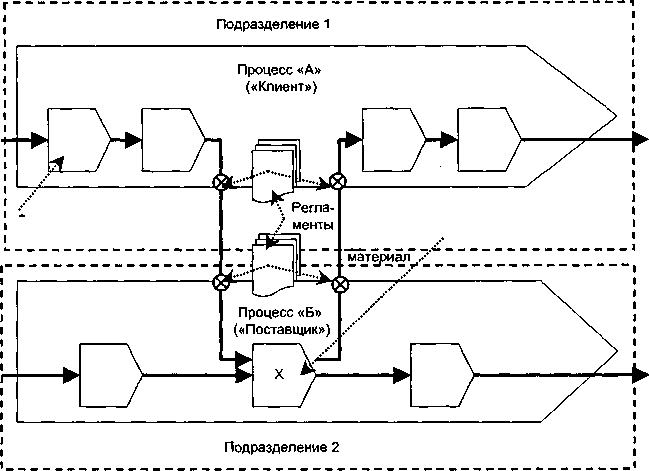 Подразделение 1
Процесс «А»
(«Клиент»)
Регла-
менты
материал
Процесс «Б»
(«Поставщик»)
X
Подразделение 2